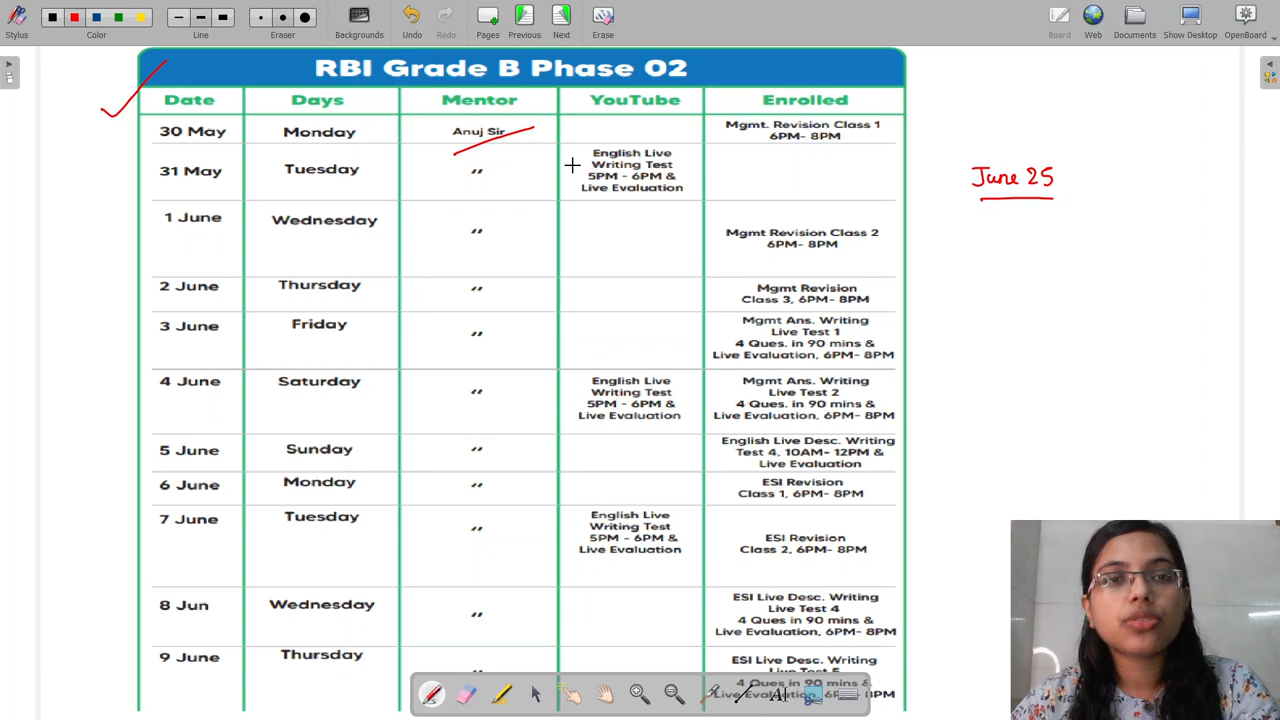 Stylus
Color
Line
Eraser
Backgrounds
Undo
Redo
Pages
Previous
Next
Erase
Board
Web
Documents
Show Desktop
OpenBoard
RBI Grade B Phase 02
Date
Days
Mentor
YouTube
Enrolled
30 May
Monday
Anuj Sir
Mgmt. Revision Class 1
6PM- 8PM
31 May
Tuesday
"
English Live
Writing Test
5PM - 6PM &
Live Evaluation
June 25
1 June
Wednesday
"
Mgmt Revision Class 2
6PM- 8PM
2 June
Thursday
"
Mgmt Revision
Class 3, 6PM- 8PM
3 June
Friday
"
Mgmt Ans. Writing
Live Test 1
4 Ques. in 90 mins &
Live Evaluation, 6PM- 8PM
4 June
Saturday
"
English Live
Writing Test
5PM - 6PM &
Live Evaluation
Mgmt Ans. Writing
Live Test 2
4 Ques. in 90 mins &
Live Evaluation, 6PM- 8PM
5 June
Sunday
"
English Live Desc. Writing
Test 4, 10AM- 12PM &
Live Evaluation
6 June
Monday
"
ESI Revision
Class 1, 6PM- 8PM
7 June
Tuesday
"
English Live
Writing Test
5PM - 6PM &
Live Evaluation
ESI Revision
Class 2, 6PM- 8PM
8 Jun
Wednesday
"
ESI Live Desc. Writing
Live Test 4
4 Ques in 90 mins &
Live Evaluation, 6PM- 8PM
9 June
Thursday
"
ESI Live Desc. Writing
4 Ques. in 90 mins &
Live Evaluation, 6PM- 8PM